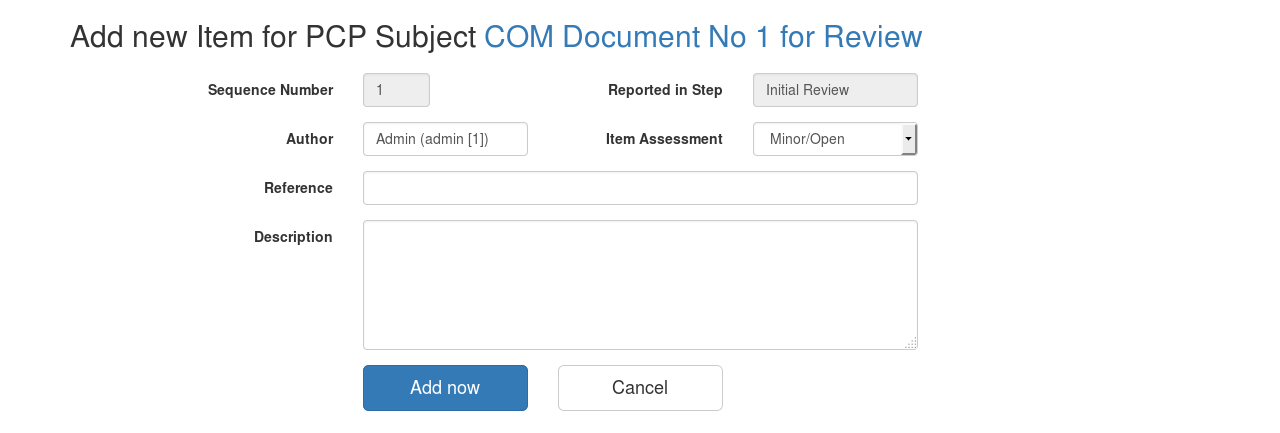 Add new Item for PCP Subject COM Document No 1 for Review
Sequence Number 1 Reported in Step Initial Review
Author Admin (admin [1]) Item Assessment Minor/Open
Reference
Description
Add now Cancel